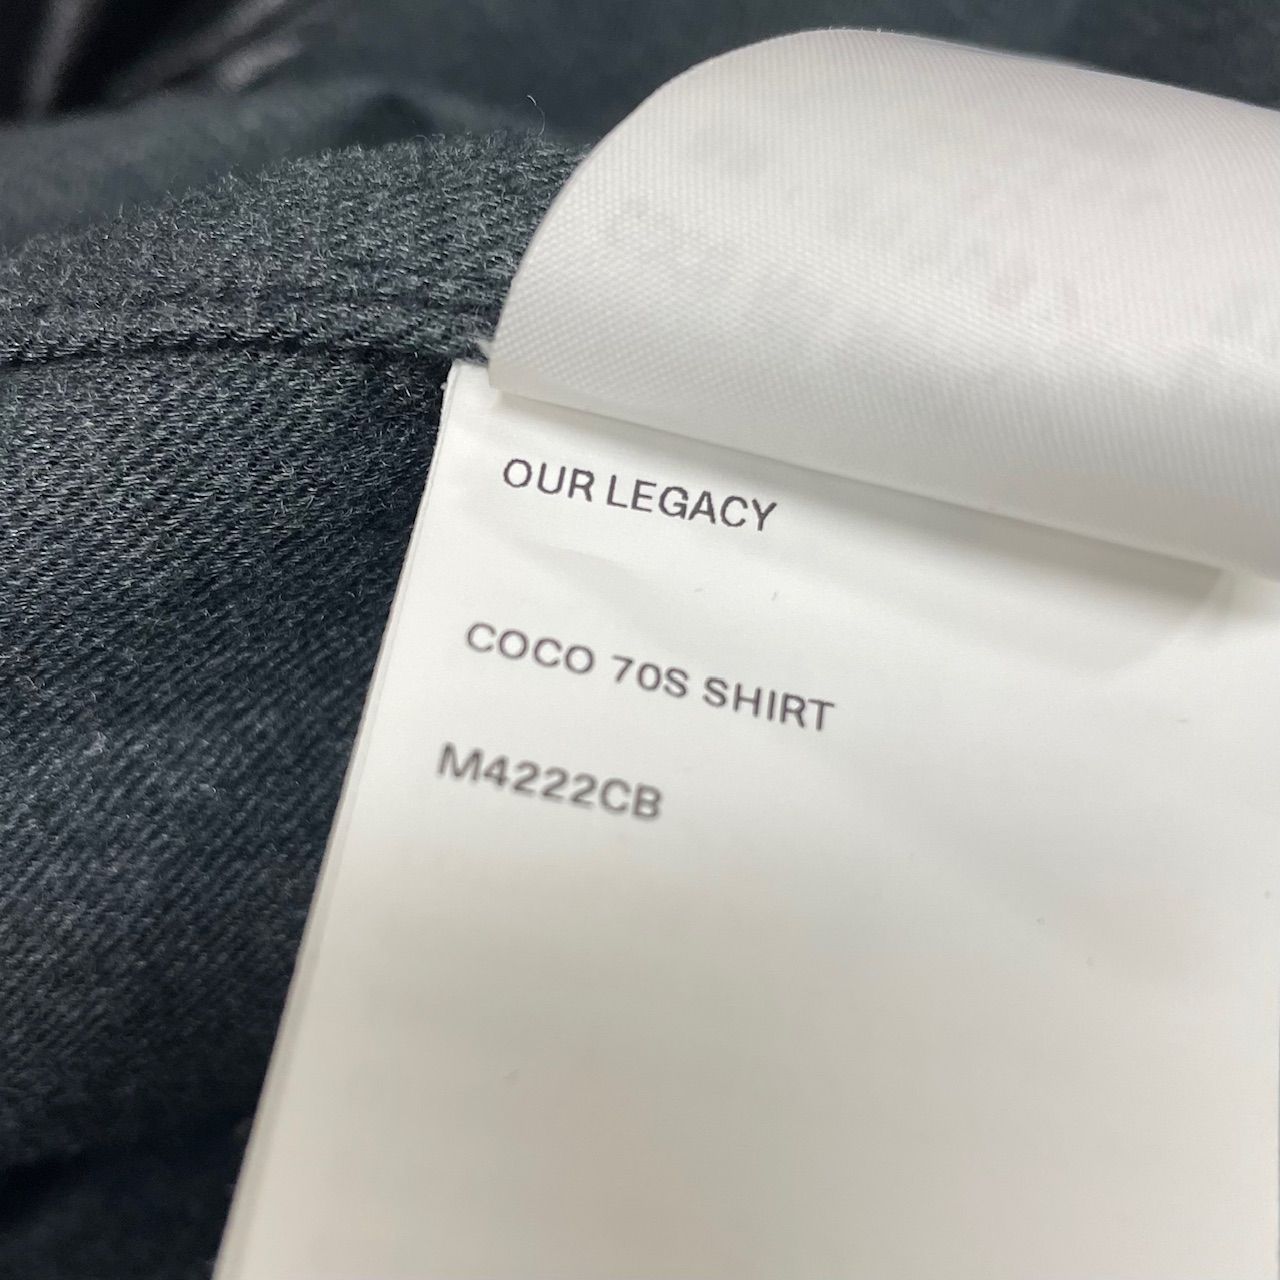 OUR LEGACY
COCO 70S SHIRT
M4222CB